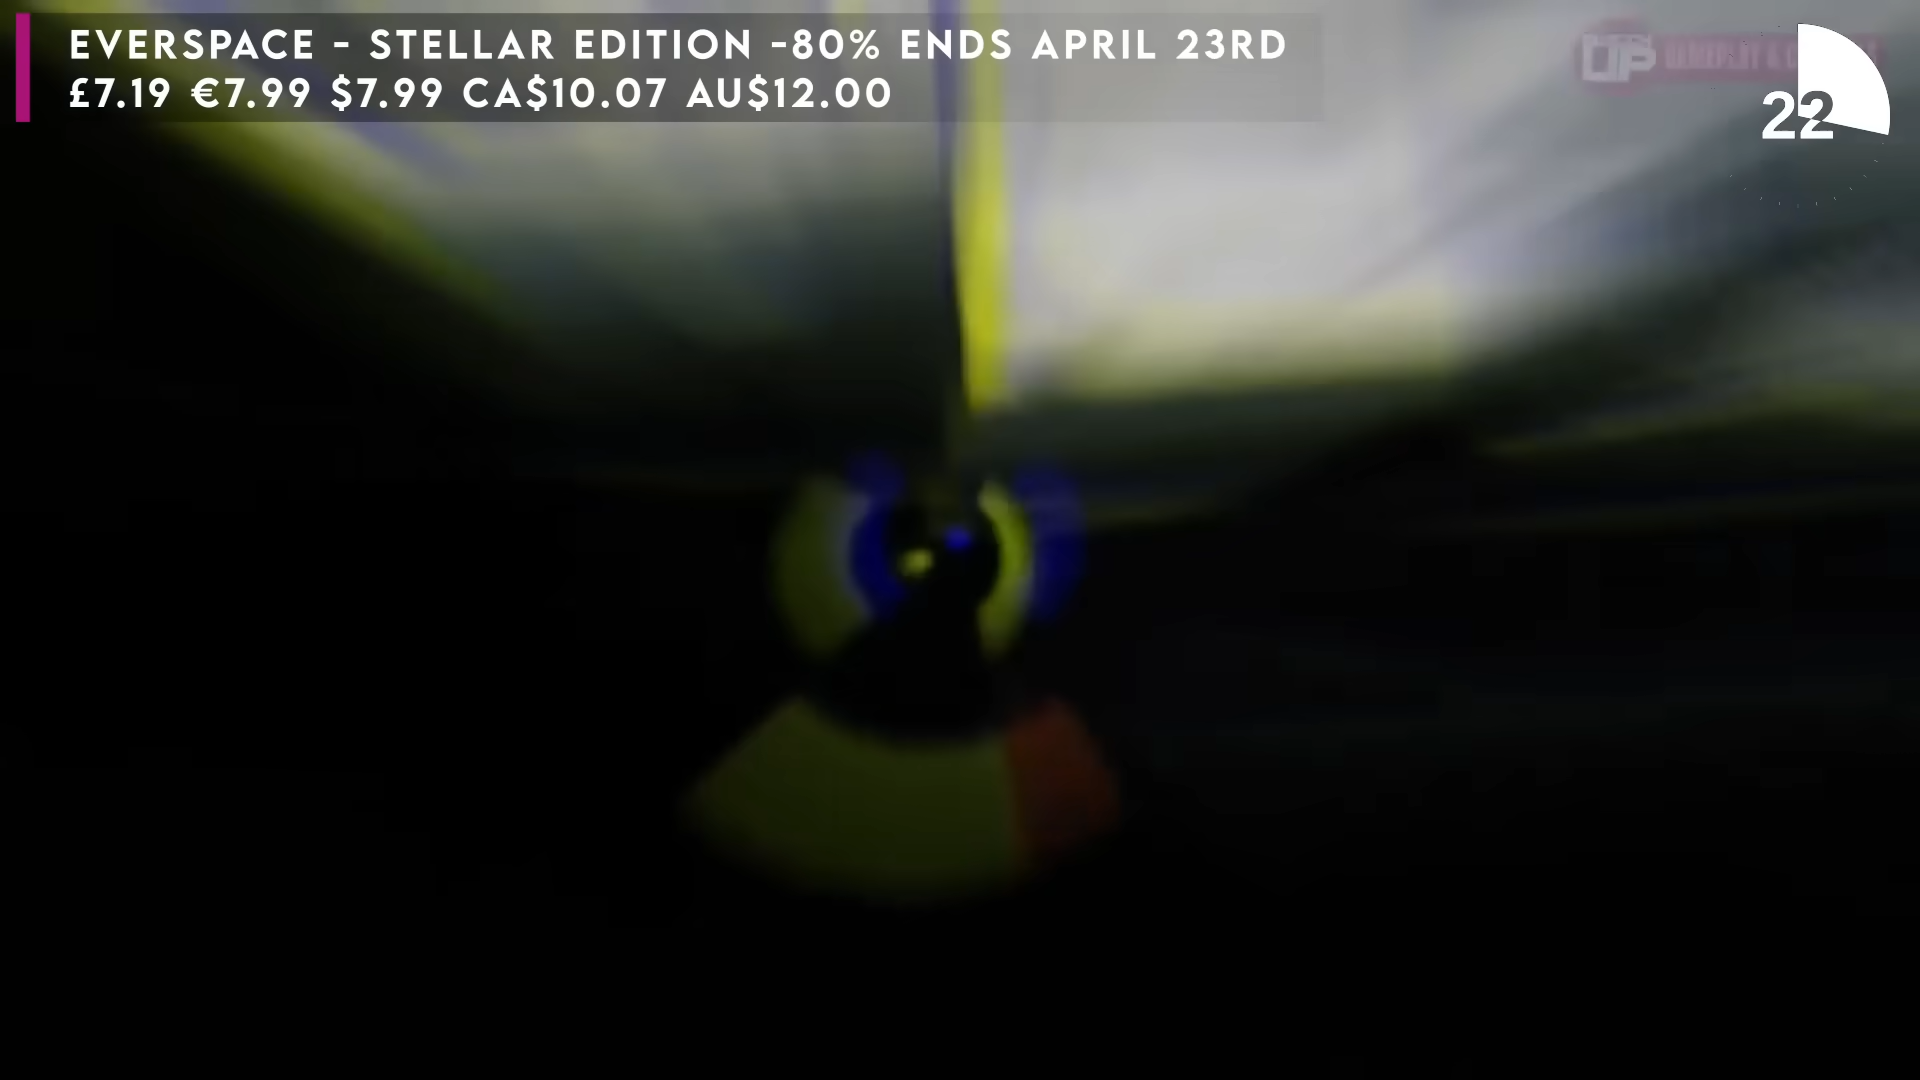 EVERSPACE - STELLAR EDITION -80% ENDS APRIL 23RD
£7.19 €7.99 $7.99 CA$10.07 AU$12.00
22